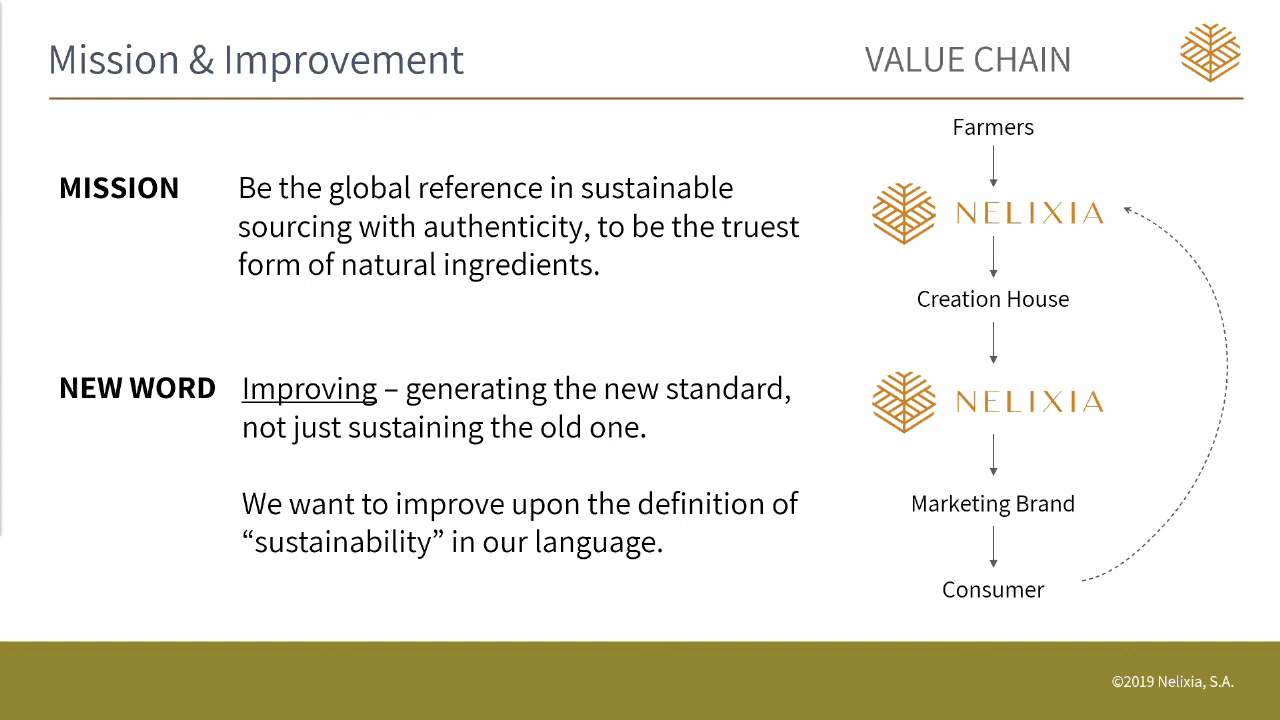 Mission & Improvement
VALUE CHAIN
MISSION
Be the global reference in sustainable
sourcing with authenticity, to be the truest
form of natural ingredients.
NEW WORD
Improving – generating the new standard,
not just sustaining the old one.
We want to improve upon the definition of
“sustainability” in our language.
Farmers
NELIXIA
Creation House
NELIXIA
Marketing Brand
Consumer
©2019 Nelixia, S.A.